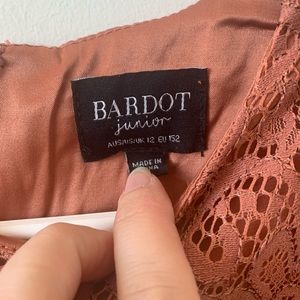 BARDOT
junior
AUS/US/UK 12 EU 152
MADE IN